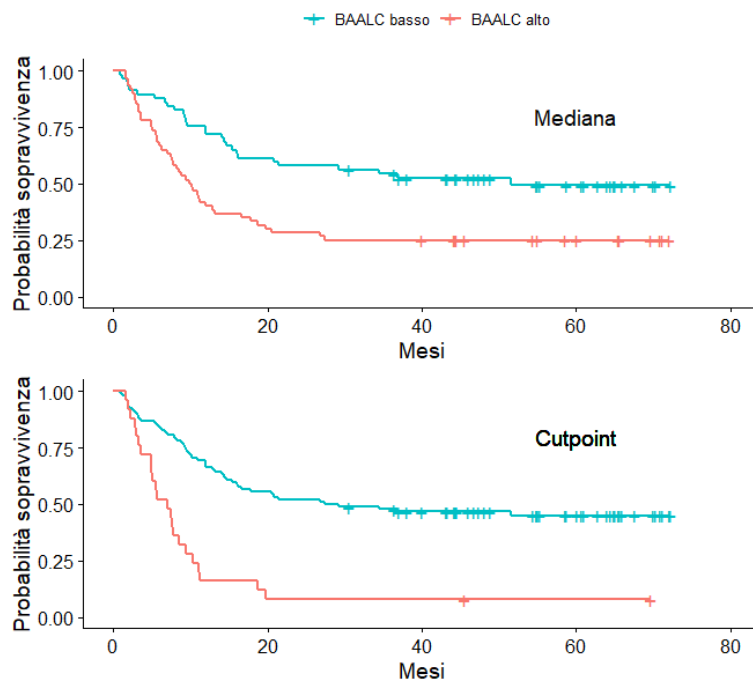 BAALC basso BAALC alto
Probabilità sopravvivenza
1.00
0.75
0.50
0.25
0.00
Mediana
0 20 40 60 80
Mesi
Probabilità sopravvivenza
1.00
0.75
0.50
0.25
0.00
Cutpoint
0 20 40 60 80
Mesi